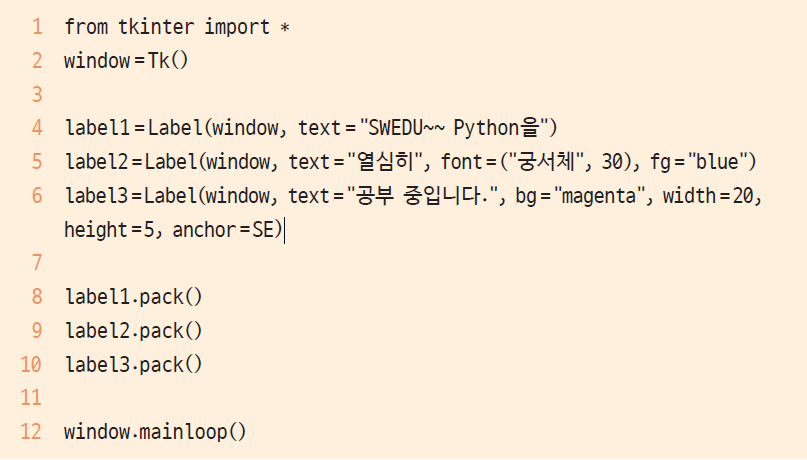 1 from tkinter import *
2 window=Tk()
3
4 label1=Label(window, text="SWEDU~~ Python을")
5 label2=Label(window, text="열심히", font=("궁서체", 30), fg="blue")
6 label3=Label(window, text="공부 중입니다.", bg="magenta", width=20,
height=5, anchor=SE)
7
8 label1.pack()
9 label2.pack()
10 label3.pack()
11
12 window.mainloop()